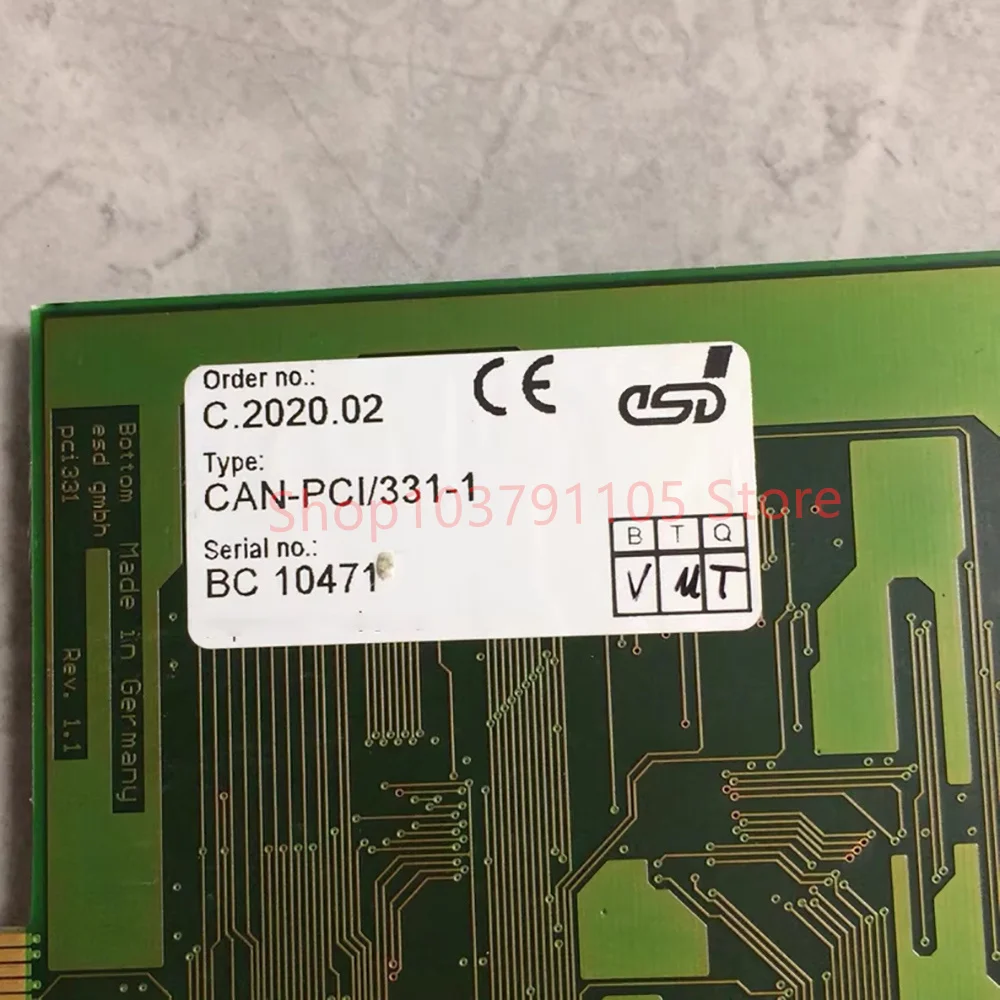 Order no.:
C.2020.02
CE
esd
Type:
CAN-PCI/331-1
Shop103791105 Store
Serial no.:
BC 10471
B T Q
V M T
Bottom Made in Germany
esd gmbh
pci331 Rev. 1.1